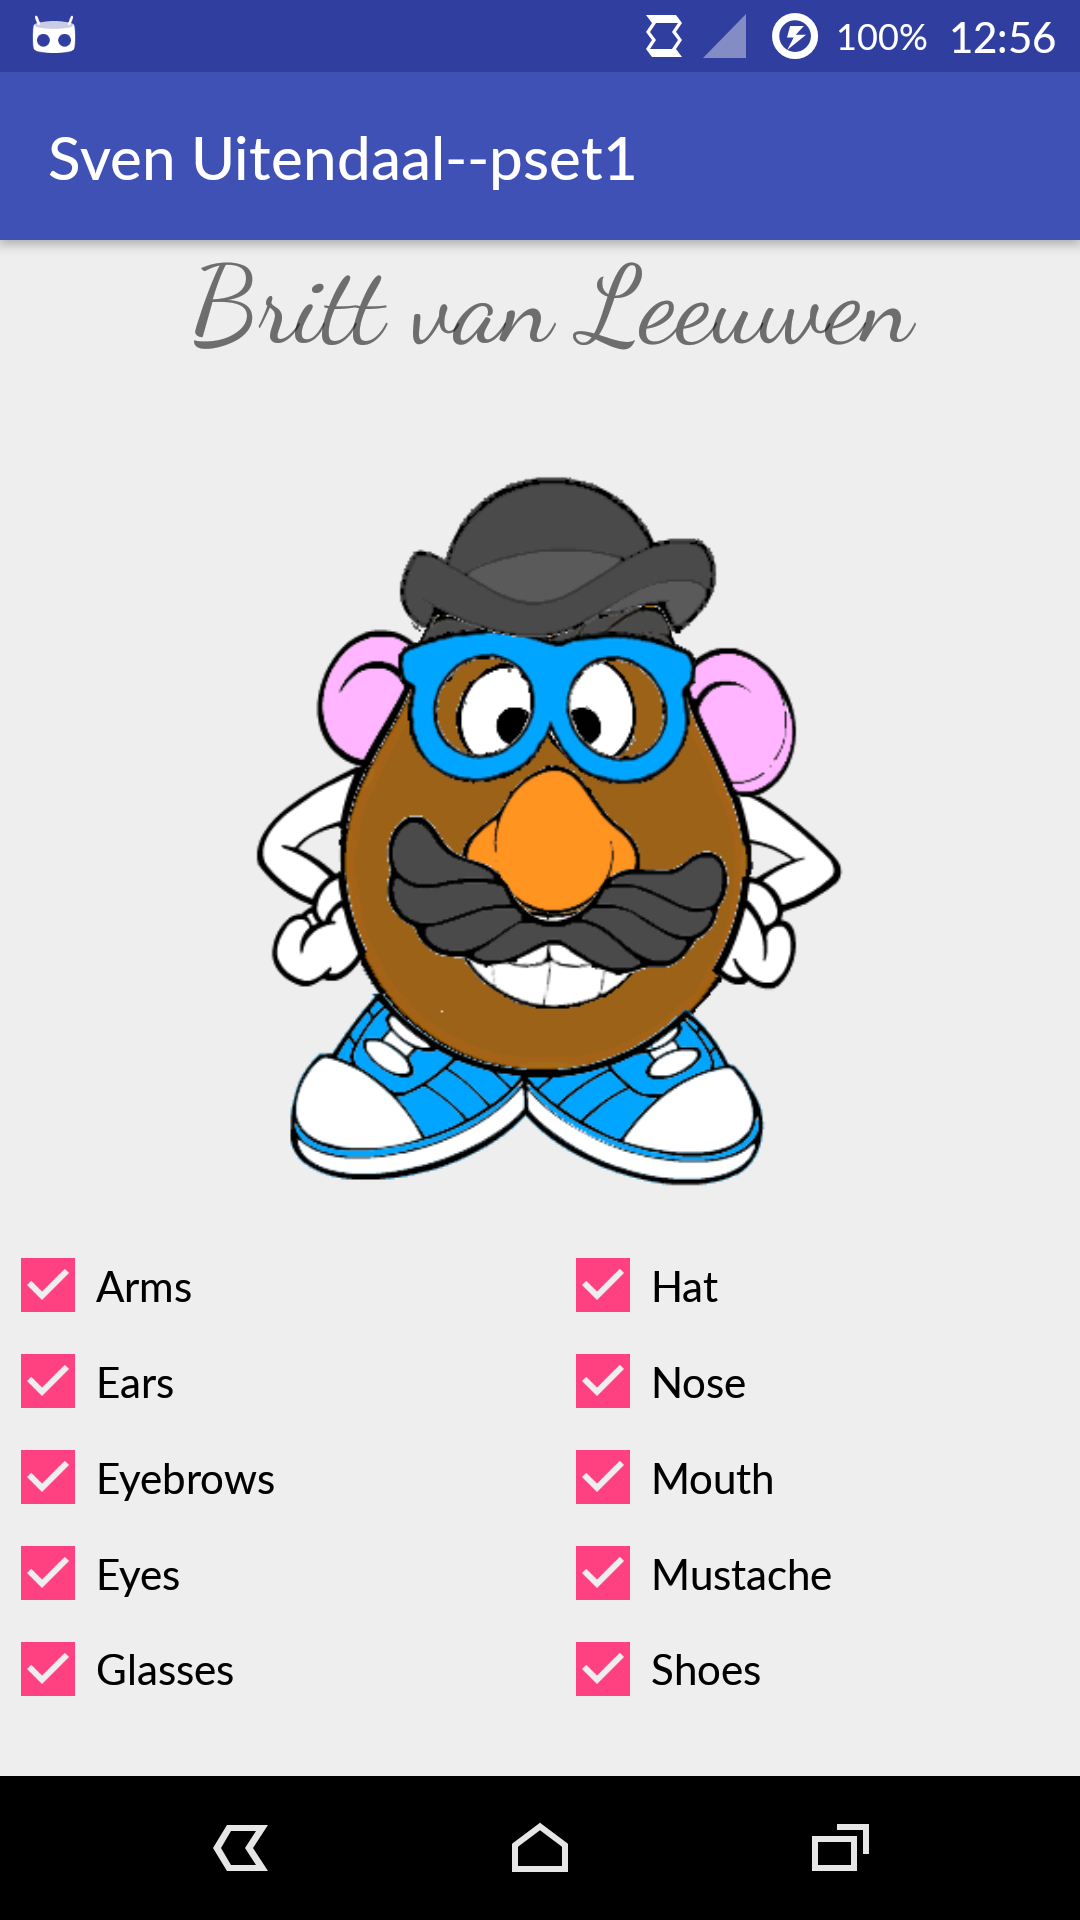 100% 12:56
Sven Uitendaal--pset1
Britt van Leeuwen
Arms
Hat
Ears
Nose
Eyebrows
Mouth
Eyes
Mustache
Glasses
Shoes